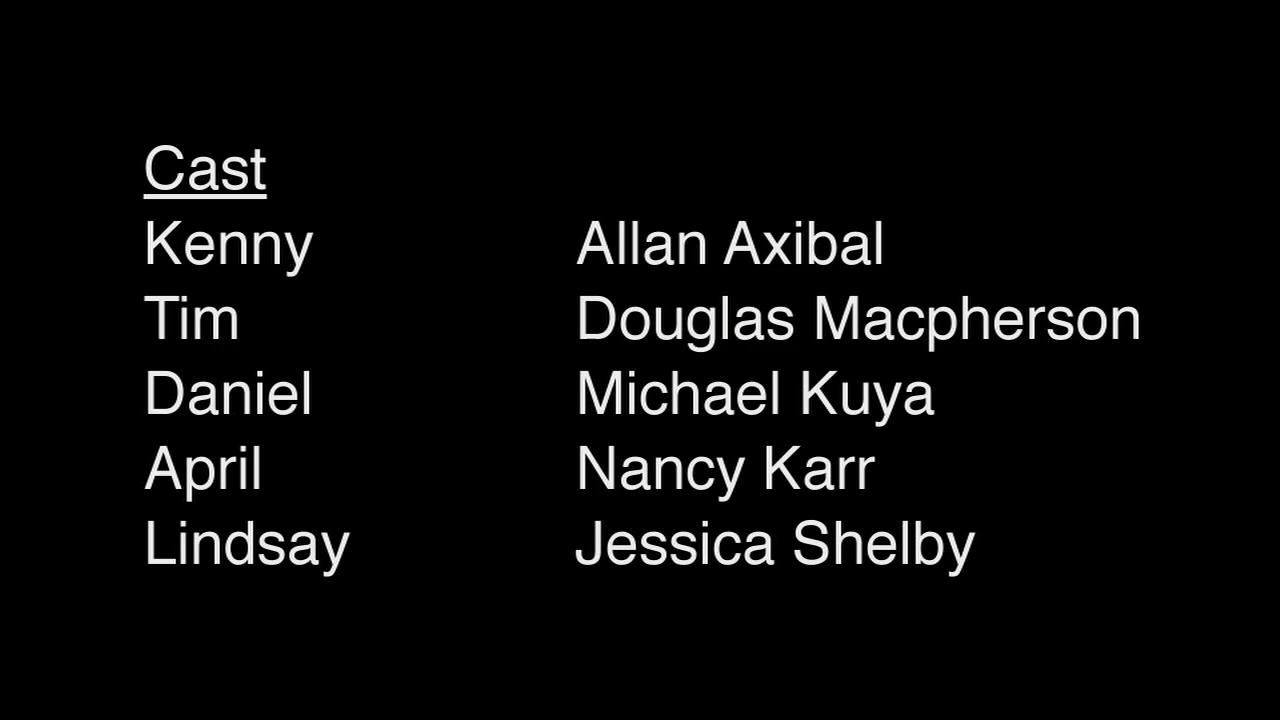 Cast
Kenny Allan Axibal
Tim Douglas Macpherson
Daniel Michael Kuya
April Nancy Karr
Lindsay Jessica Shelby